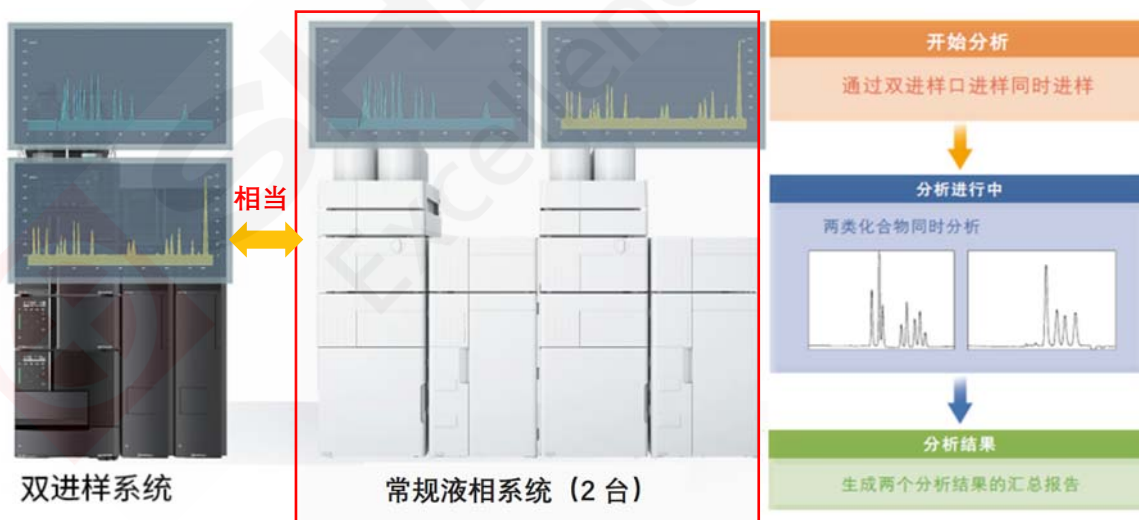 相当
双进样系统
常规液相系统（2 台）
开始分析
通过双进样口进样同时进样
分析进行中
两类化合物同时分析
分析结果
生成两个分析结果的汇总报告